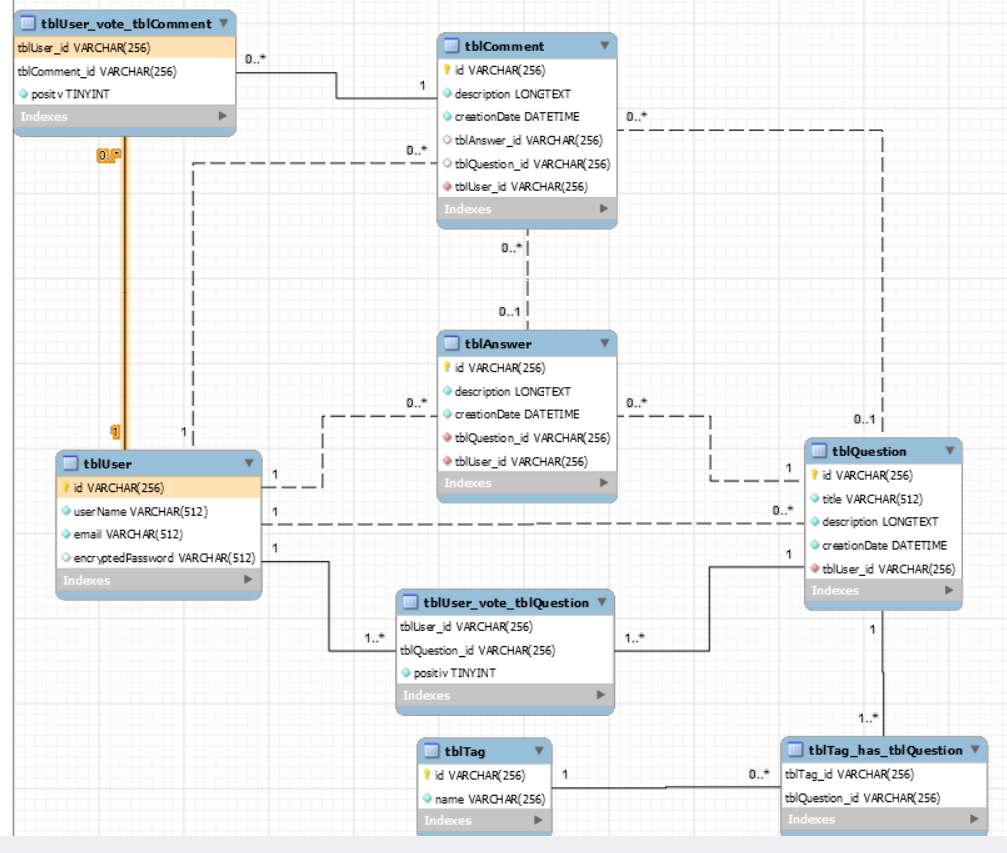 tblUser_vote_tblComment
tblUser_id VARCHAR(256)
tblComment_id VARCHAR(256)
positv TINYINT
Indexes
0..*
1
0..*
1
tblComment
id VARCHAR(256)
description LONGTEXT
creationDate DATETIME
tblAnswer_id VARCHAR(256)
tblQuestion_id VARCHAR(256)
tblUser_id VARCHAR(256)
Indexes
0..*
0..*
0..1
0..*
1
0..1
tblAnswer
id VARCHAR(256)
description LONGTEXT
creationDate DATETIME
tblQuestion_id VARCHAR(256)
tblUser_id VARCHAR(256)
Indexes
0..*
0..*
1
1
tblUser
id VARCHAR(256)
userName VARCHAR(512)
email VARCHAR(512)
encryptedPassword VARCHAR(512)
Indexes
1
0..*
1
1
tblQuestion
id VARCHAR(256)
title VARCHAR(512)
description LONGTEXT
creationDate DATETIME
tblUser_id VARCHAR(256)
Indexes
tblUser_vote_tblQuestion
tblUser_id VARCHAR(256)
tblQuestion_id VARCHAR(256)
positiv TINYINT
Indexes
1..*
1..*
1
1..*
tblTag
id VARCHAR(256)
name VARCHAR(256)
Indexes
1
0..*
tblTag_has_tblQuestion
tblTag_id VARCHAR(256)
tblQuestion_id VARCHAR(256)
Indexes